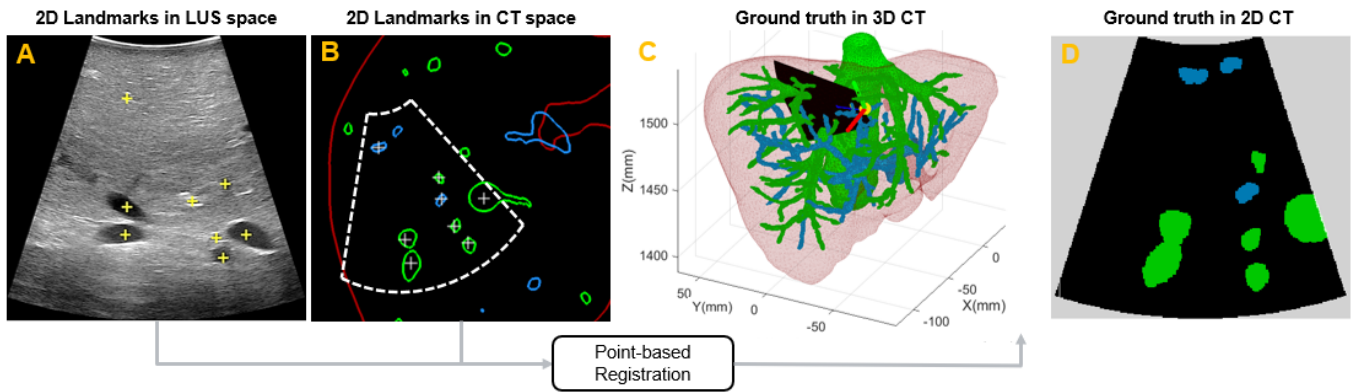 2D Landmarks in LUS space
2D Landmarks in CT space
Ground truth in 3D CT
Ground truth in 2D CT
A
B
C
D
1500
1450
1400
Z(mm)
50
0
-50
Y(mm)
0
-50
-100
X(mm)
Point-based
Registration